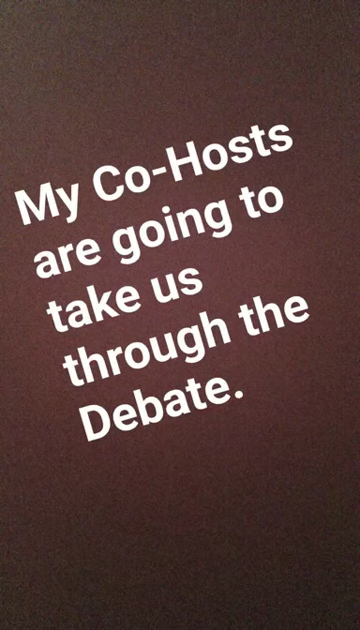 My Co-Hosts
are going to
take us
through the
Debate.